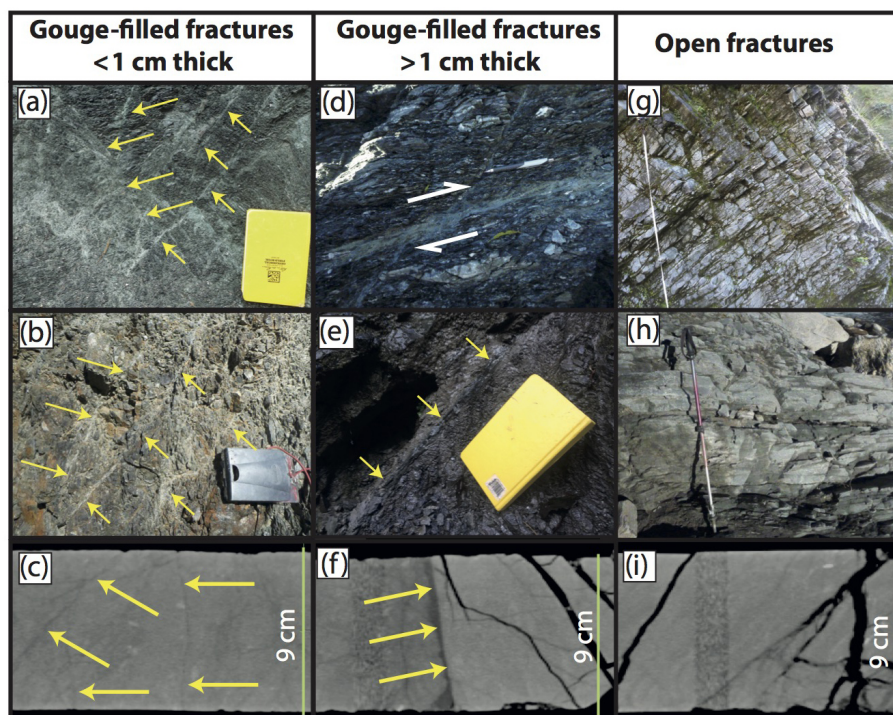 Gouge-filled fractures
<1 cm thick
Gouge-filled fractures
>1 cm thick
Open fractures
(a)
(d)
(g)
(b)
(e)
(h)
(c)
9 cm
(f)
9 cm
(i)
9 cm